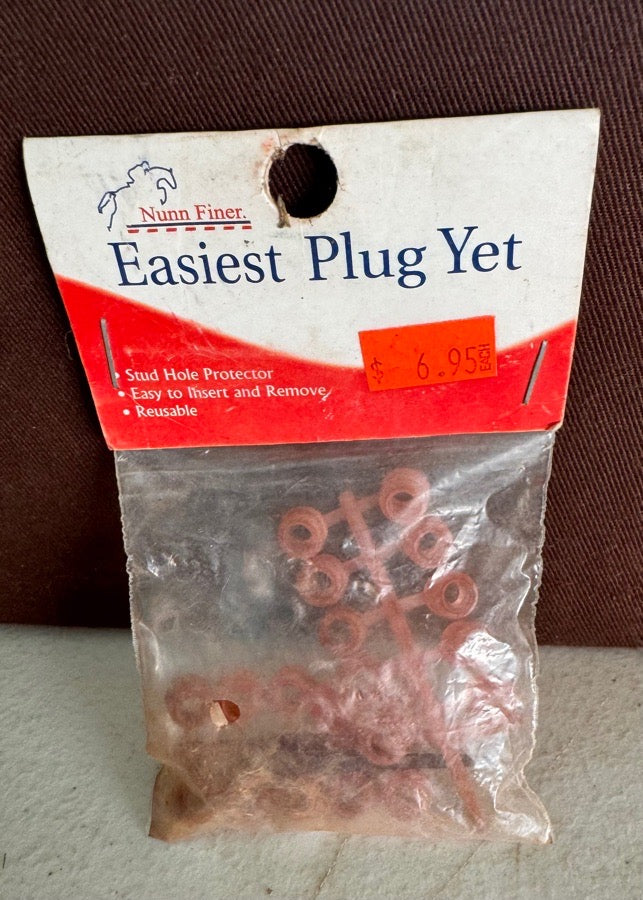 Nunn Finer.
Easiest Plug Yet
$ 6.95 EACH
• Stud Hole Protector
• Easy to Insert and Remove
• Reusable